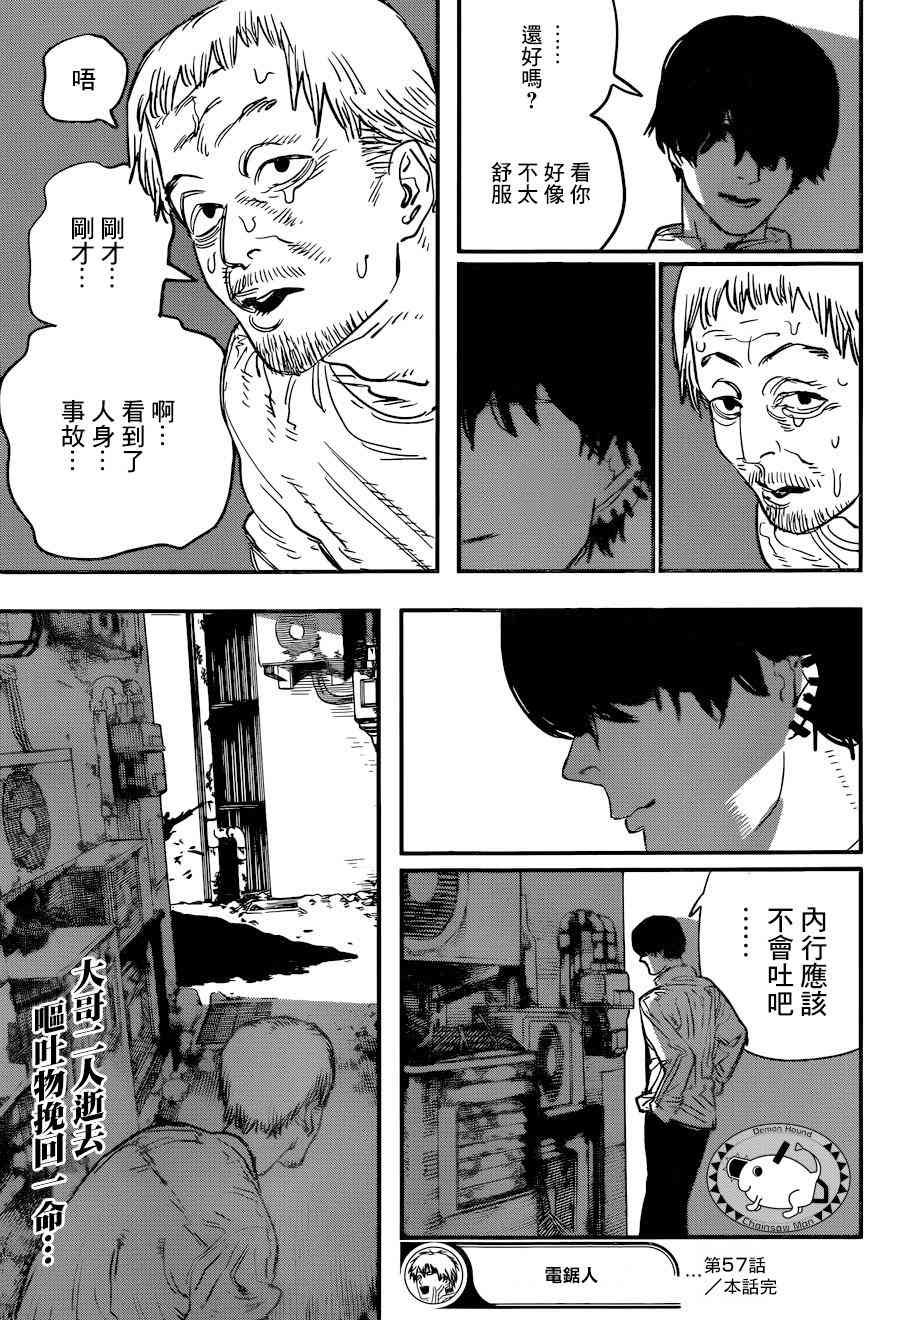 ……
還好嗎？
看你
好像
不太
舒服
唔
剛才…
剛才…
啊…
看到了
人身…
事故…
內行應該
不會吐吧
……
大哥二人逝去
嘔吐物挽回一命…
Demon Hound
Chainsaw Man
電鋸人
…第57話
／本話完